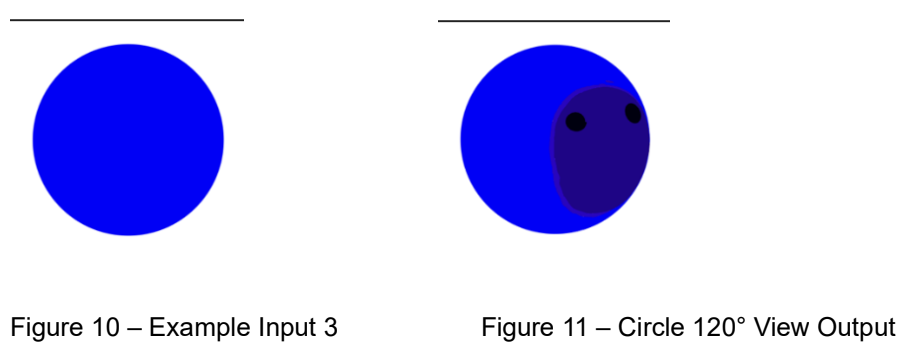 Figure 10 – Example Input 3
Figure 11 – Circle 120° View Output